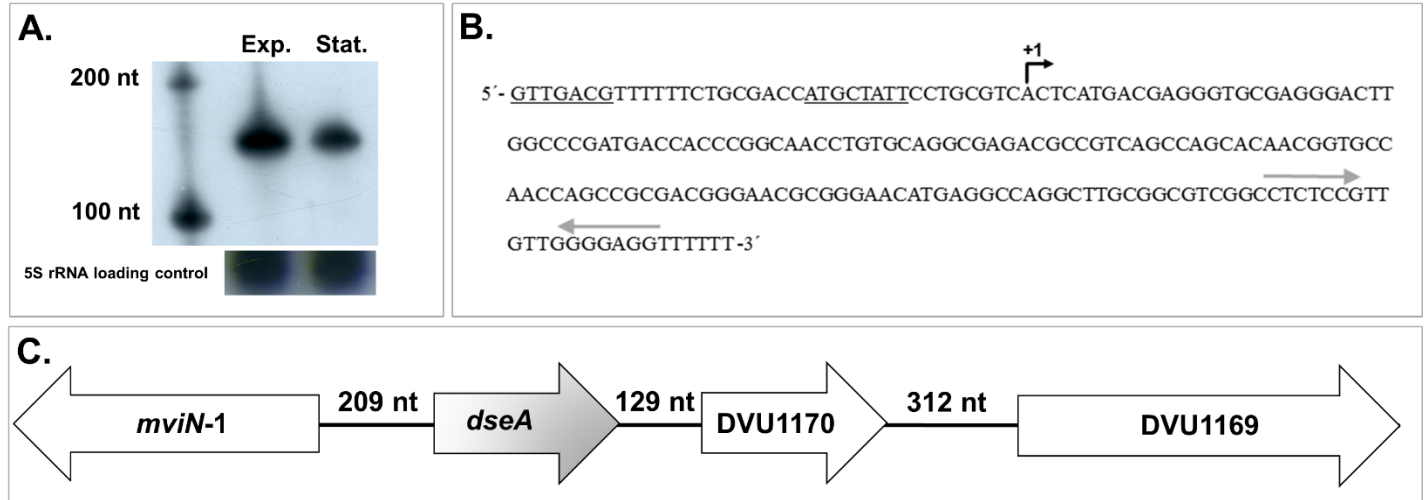 A.
Exp. Stat.
200 nt
100 nt
5S rRNA loading control
B.
+1
5´- GTTGACGTTTTTTCTGCGACCATGCTATTCCTGCGTCACTCATGACGAGGGTGCGAGGGACTT
GGCCCGATGACCACCCGGCAACCTGTGCAGGCGAGACGCCGTCAGCCAGCACAACGGTGCC
AACCAGCCGCGACGGGAACGCGGGAACATGAGGCCAGGCTTGCGGCGTCGGCCTCTCCGTT
GTTGGGGAGGTTTTTT-3´
C.
mviN-1
209 nt
dseA
129 nt
DVU1170
312 nt
DVU1169